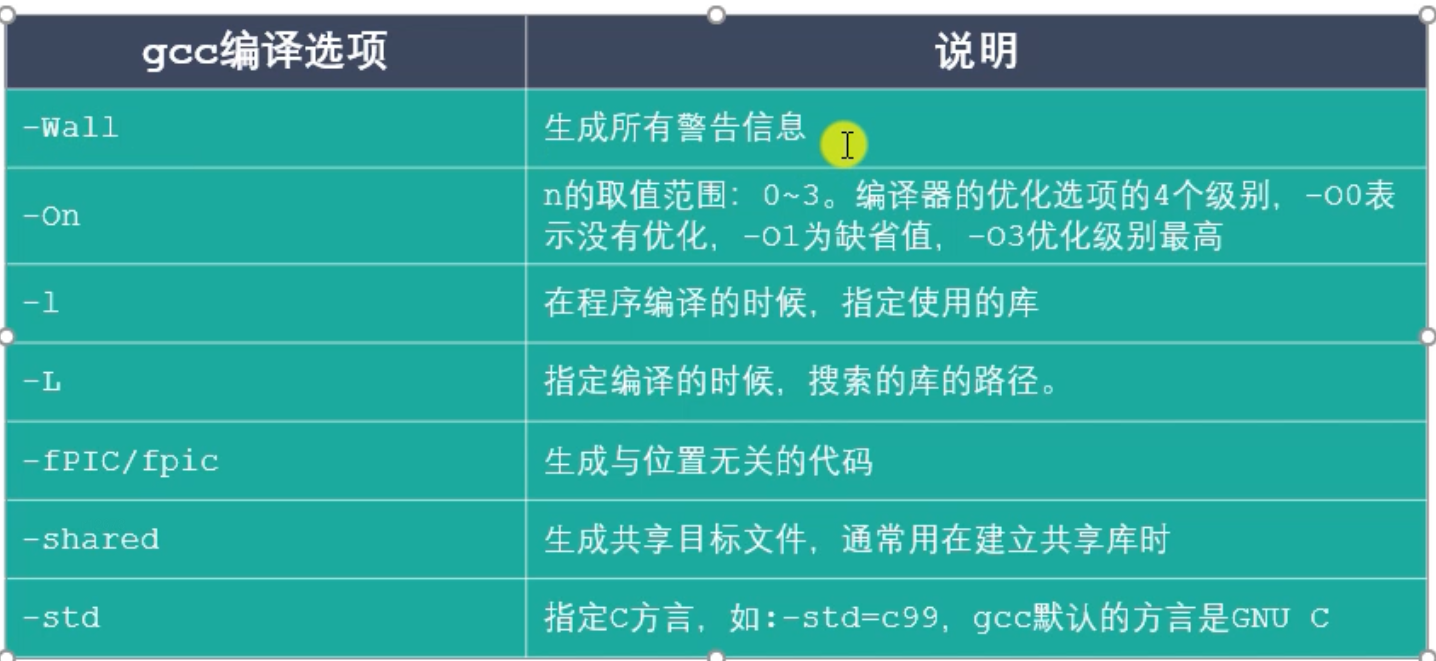 gcc编译选项
说明
-Wall
生成所有警告信息
-On
n的取值范围：0~3。编译器的优化选项的4个级别，-O0表
示没有优化，-O1为缺省值，-O3优化级别最高
-l
在程序编译的时候，指定使用的库
-L
指定编译的时候，搜索的库的路径。
-fPIC/fpic
生成与位置无关的代码
-shared
生成共享目标文件，通常用在建立共享库时
-std
指定C方言，如:-std=c99，gcc默认的方言是GNU C